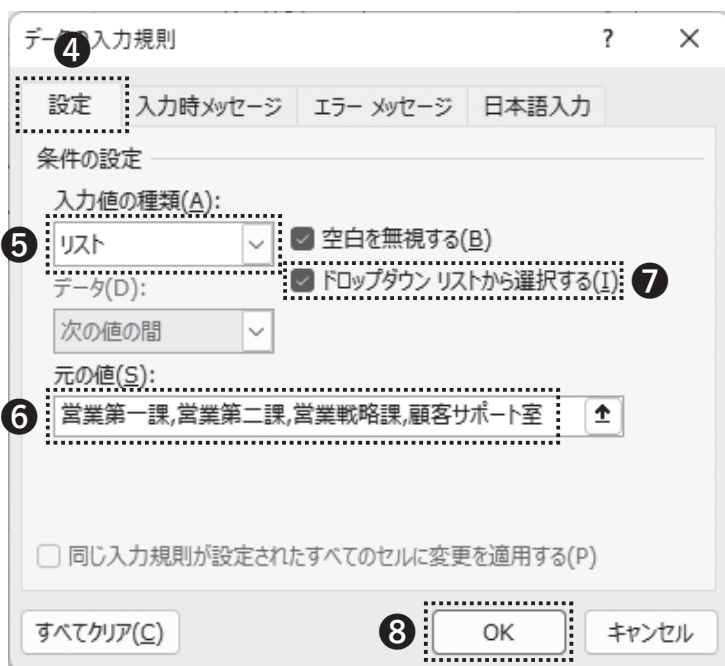 データの入力規則 ? ×
❹
設定 入力時メッセージ エラー メッセージ 日本語入力
条件の設定
入力値の種類(A):
❺ リスト 空白を無視する(B)
データ(D): ドロップダウン リストから選択する(I) ❼
次の値の間
元の値(S):
❻ 営業第一課,営業第二課,営業戦略課,顧客サポート室
同じ入力規則が設定されたすべてのセルに変更を適用する(P)
すべてクリア(C) ❽ OK キャンセル